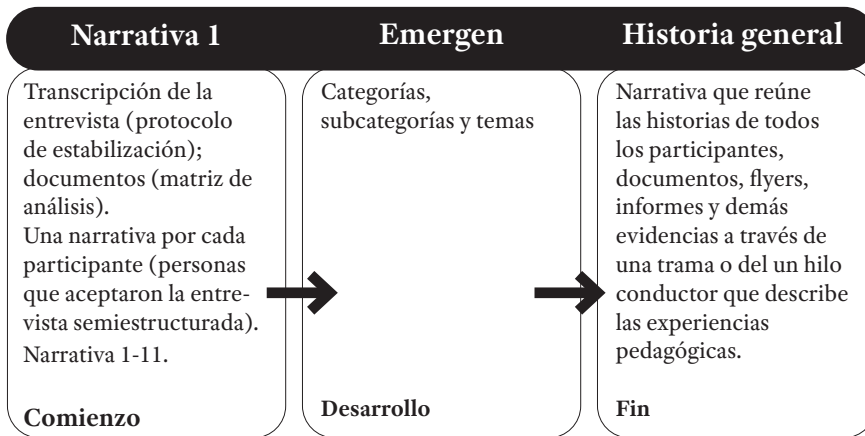 Narrativa 1
Emergen
Historia general
Transcripción de la
entrevista (protocolo
de estabilización);
documentos (matriz de
análisis).
Una narrativa por cada
participante (personas
que aceptaron la entre-
vista semiestructurada).
Narrativa 1-11.
Comienzo
Categorías,
subcategorías y temas
Desarrollo
Narrativa que reúne
las historias de todos
los participantes,
documentos, flyers,
informes y demás
evidencias a través de
una trama o del un hilo
conductor que describe
las experiencias
pedagógicas.
Fin